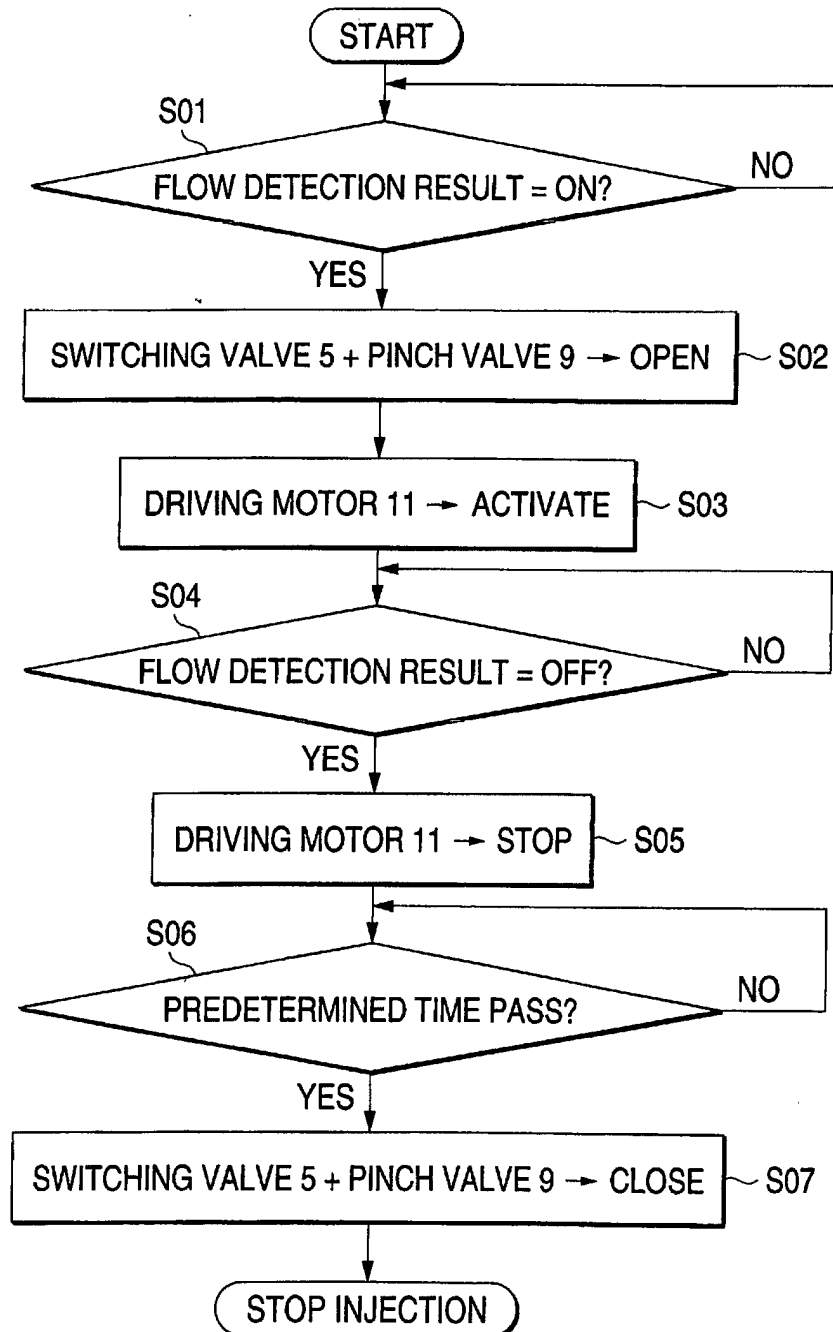 START
S01
FLOW DETECTION RESULT = ON?
NO
YES
SWITCHING VALVE 5 + PINCH VALVE 9 → OPEN
S02
DRIVING MOTOR 11 → ACTIVATE
S03
S04
FLOW DETECTION RESULT = OFF?
NO
YES
DRIVING MOTOR 11 → STOP
S05
S06
PREDETERMINED TIME PASS?
NO
YES
SWITCHING VALVE 5 + PINCH VALVE 9 → CLOSE
S07
STOP INJECTION